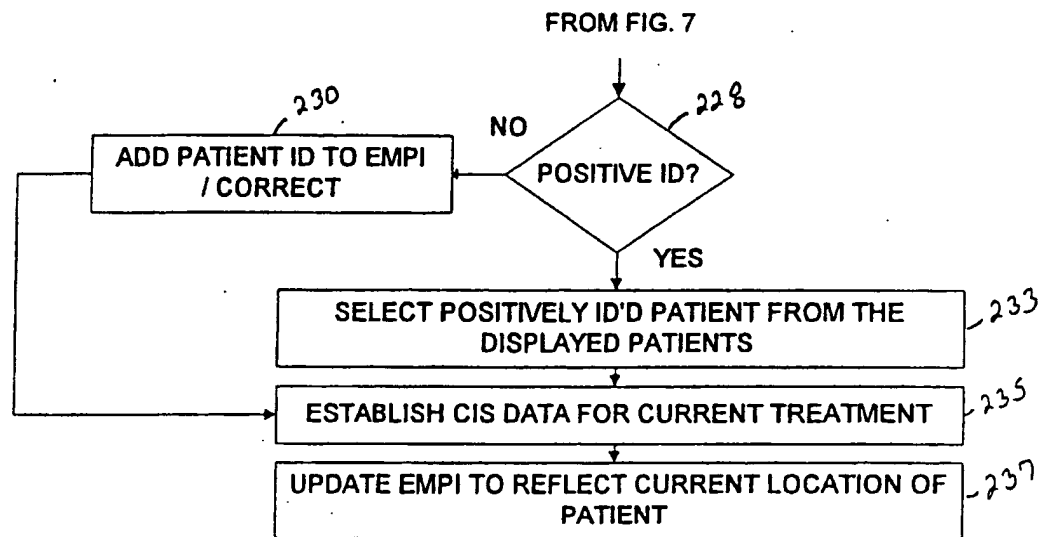 FROM FIG. 7
228
230
NO
ADD PATIENT ID TO EMPI
/ CORRECT
POSITIVE ID?
YES
SELECT POSITIVELY ID'D PATIENT FROM THE
DISPLAYED PATIENTS
233
ESTABLISH CIS DATA FOR CURRENT TREATMENT
235
UPDATE EMPI TO REFLECT CURRENT LOCATION OF
PATIENT
237